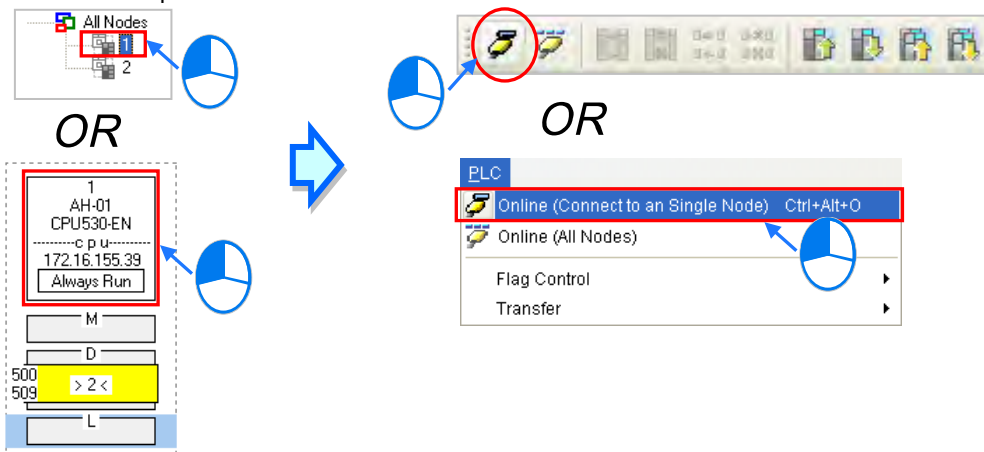 All Nodes
1
2
OR
1
AH-01
CPU530-EN
c p u
172.16.155.39
Always Run
M
D
500
509
> 2 <
L
OR
PLC
Online (Connect to an Single Node) Ctrl+Alt+O
Online (All Nodes)
Flag Control
Transfer